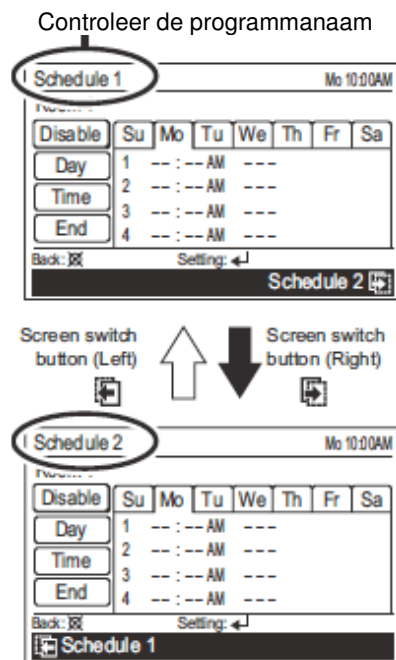 Controleer de programmanaam
Schedule 1 Mo 10:00AM
Disable Su Mo Tu We Th Fr Sa
Day 1 --:--AM ---
Time 2 --:--AM ---
3 --:--AM ---
End 4 --:--AM ---
Back: Setting:
Schedule 2
Screen switch button (Left)
Screen switch button (Right)
Schedule 2 Mo 10:00AM
Disable Su Mo Tu We Th Fr Sa
Day 1 --:--AM ---
Time 2 --:--AM ---
3 --:--AM ---
End 4 --:--AM ---
Back: Setting:
Schedule 1